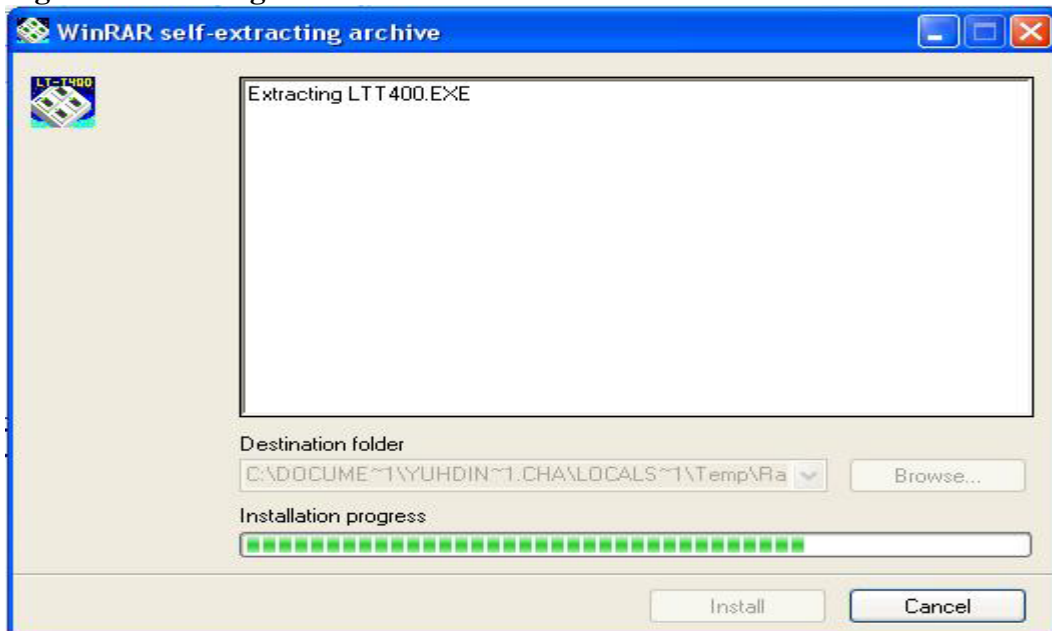 WinRAR self-extracting archive
LT-T400
Extracting LTT400.EXE
Destination folder
C:\DOCUME~1\YUHDIN~1.CHA\LOCALS~1\Temp\Ra
Browse...
Installation progress
Install
Cancel